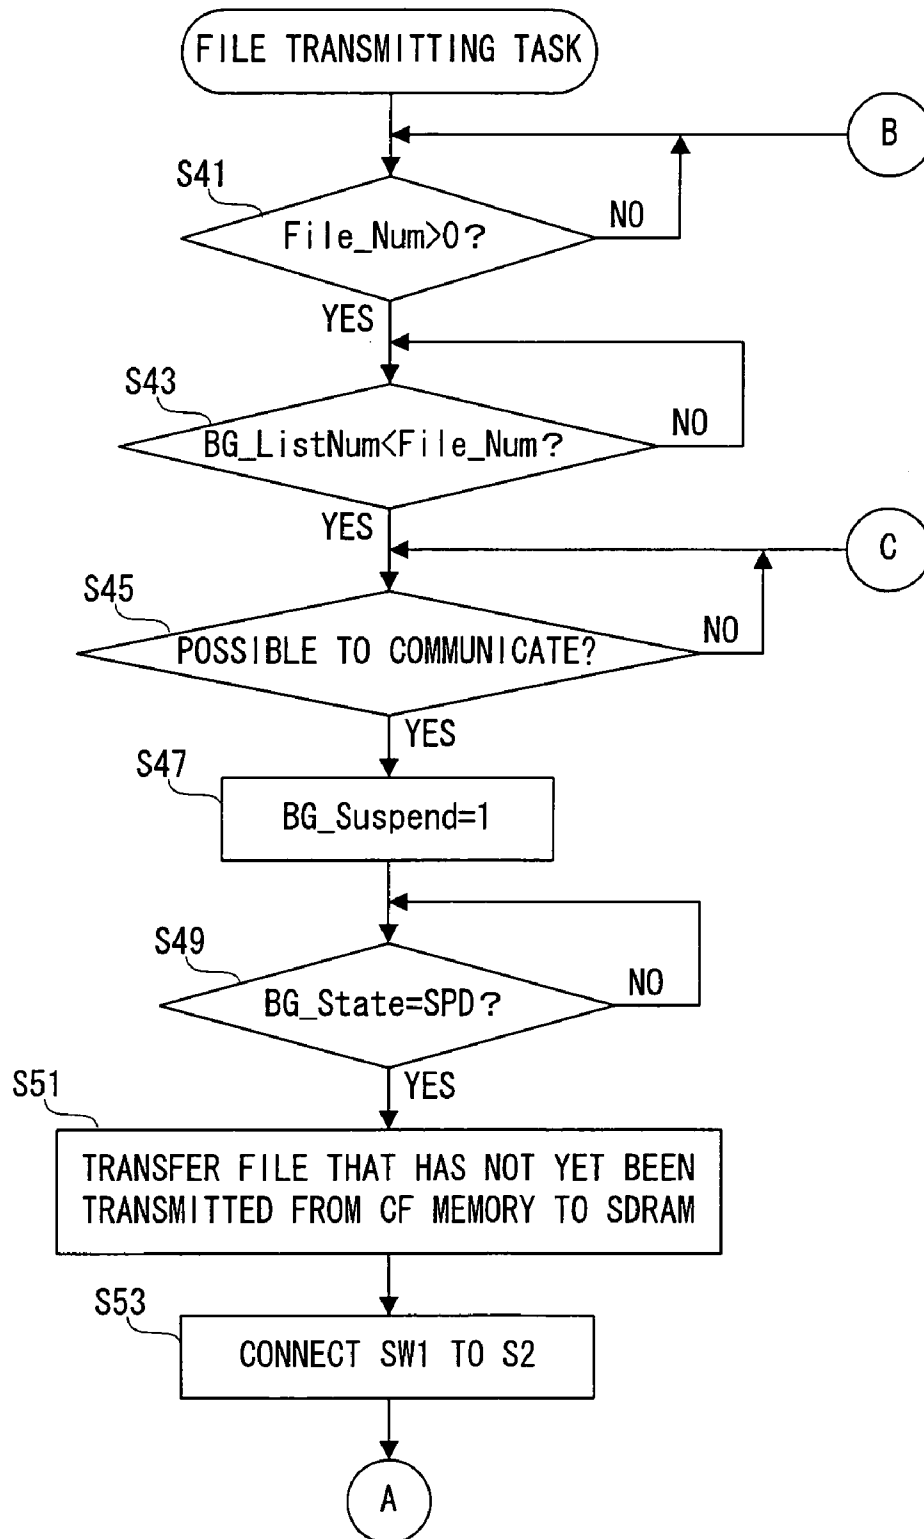 FILE TRANSMITTING TASK
B
S41
File_Num>0?
NO
YES
S43
BG_ListNum<File_Num?
NO
YES
C
S45
POSSIBLE TO COMMUNICATE?
NO
YES
S47
BG_Suspend=1
S49
BG_State=SPD?
NO
YES
S51
TRANSFER FILE THAT HAS NOT YET BEEN
TRANSMITTED FROM CF MEMORY TO SDRAM
S53
CONNECT SW1 TO S2
A